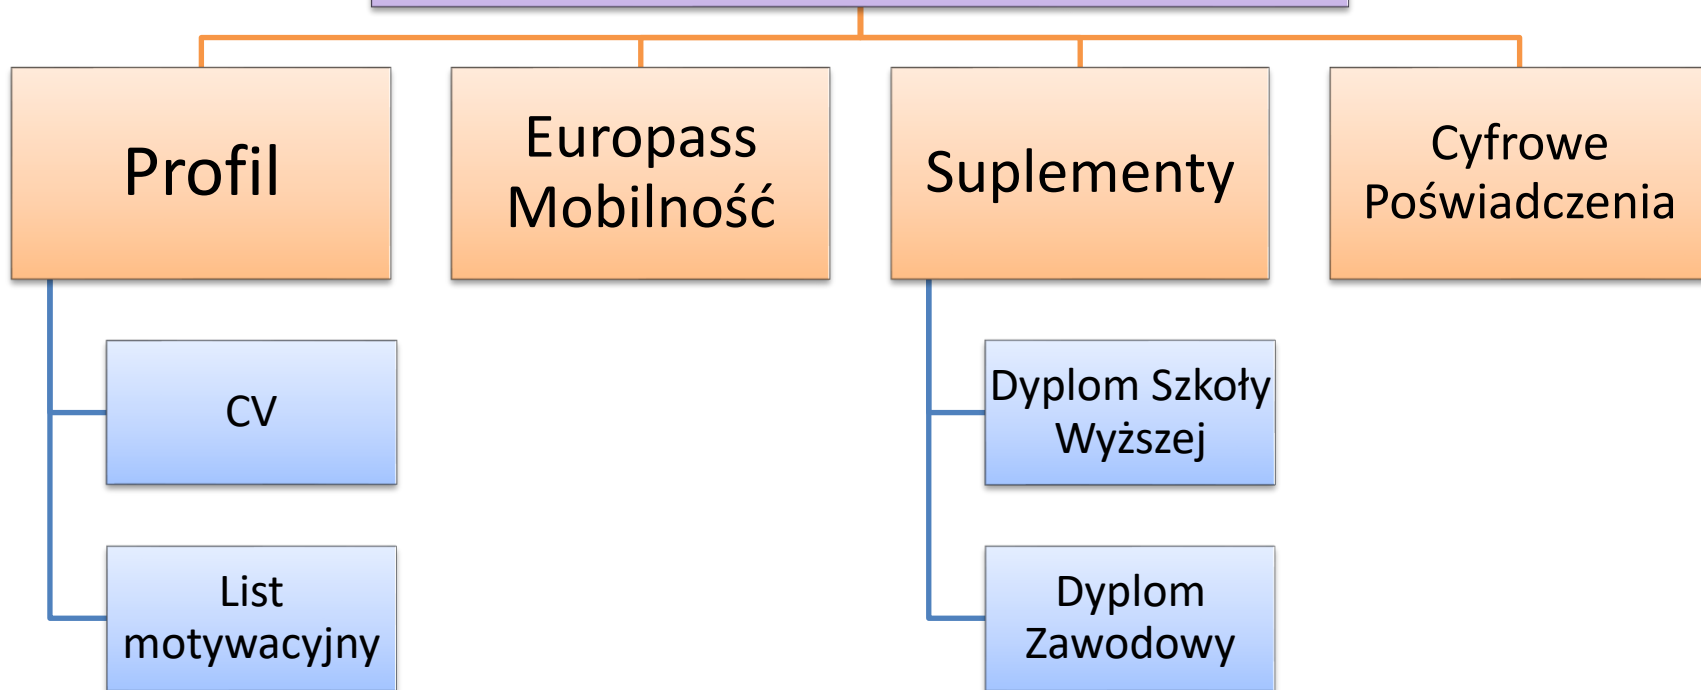 Profil
Europass
Mobilność
Suplementy
Cyfrowe
Poświadczenia
CV
List
motywacyjny
Dyplom Szkoły
Wyższej
Dyplom
Zawodowy